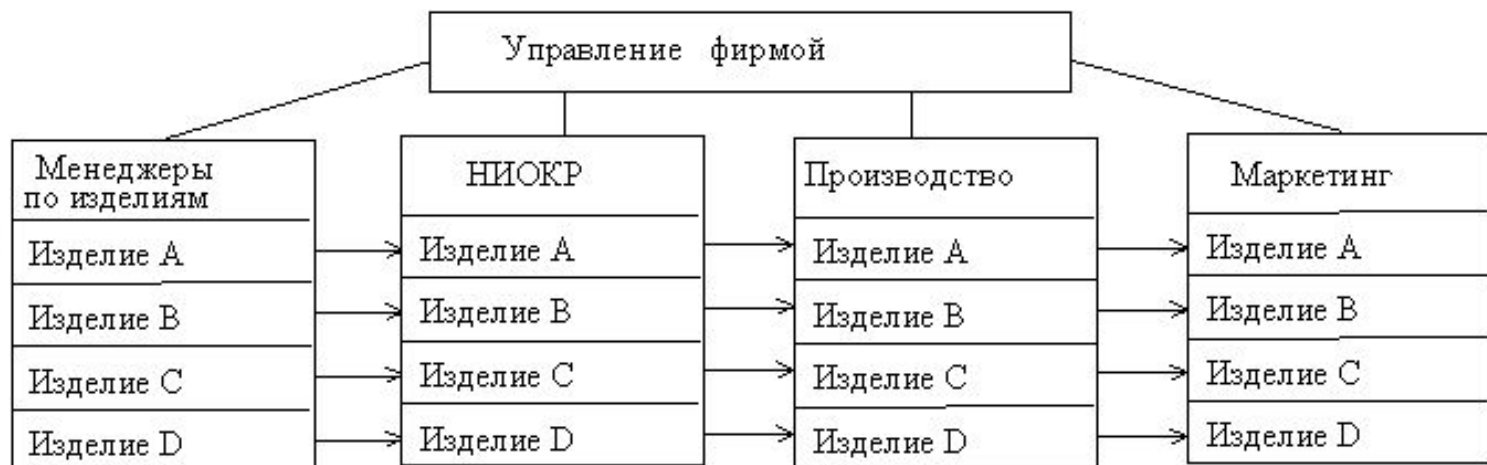 Управление фирмой
Менеджеры
по изделиям
НИОКР
Производство
Маркетинг
Изделие А
Изделие А
Изделие А
Изделие А
Изделие В
Изделие В
Изделие В
Изделие В
Изделие С
Изделие С
Изделие С
Изделие С
Изделие D
Изделие D
Изделие D
Изделие D